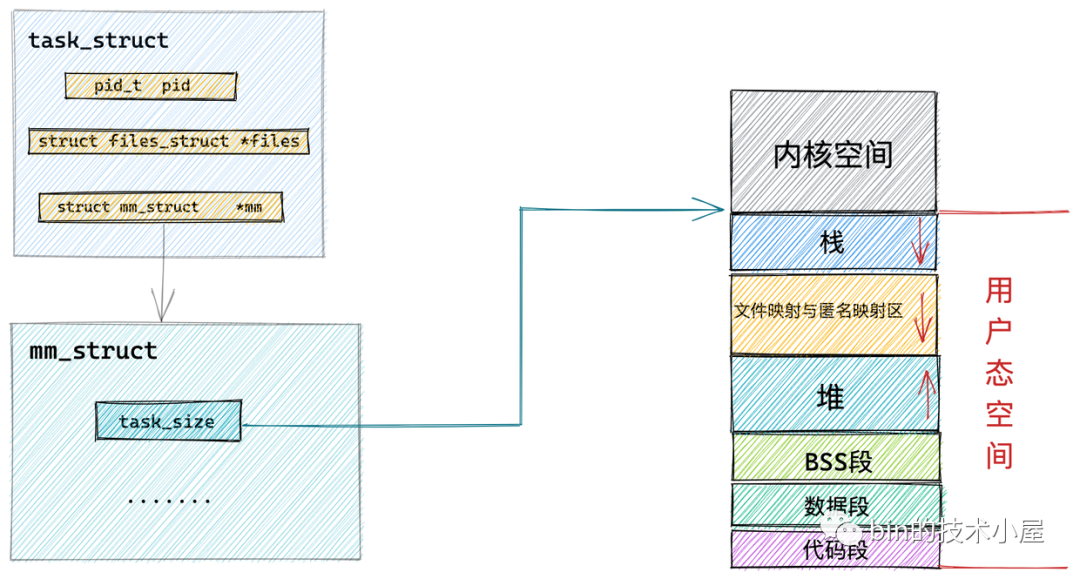 task_struct
pid_t pid
struct files_struct *files
struct mm_struct *mm
mm_struct
task_size
.......
内核空间
栈
文件映射与匿名映射区
堆
BSS段
数据段
代码段
用户态空间
bin的技术小屋